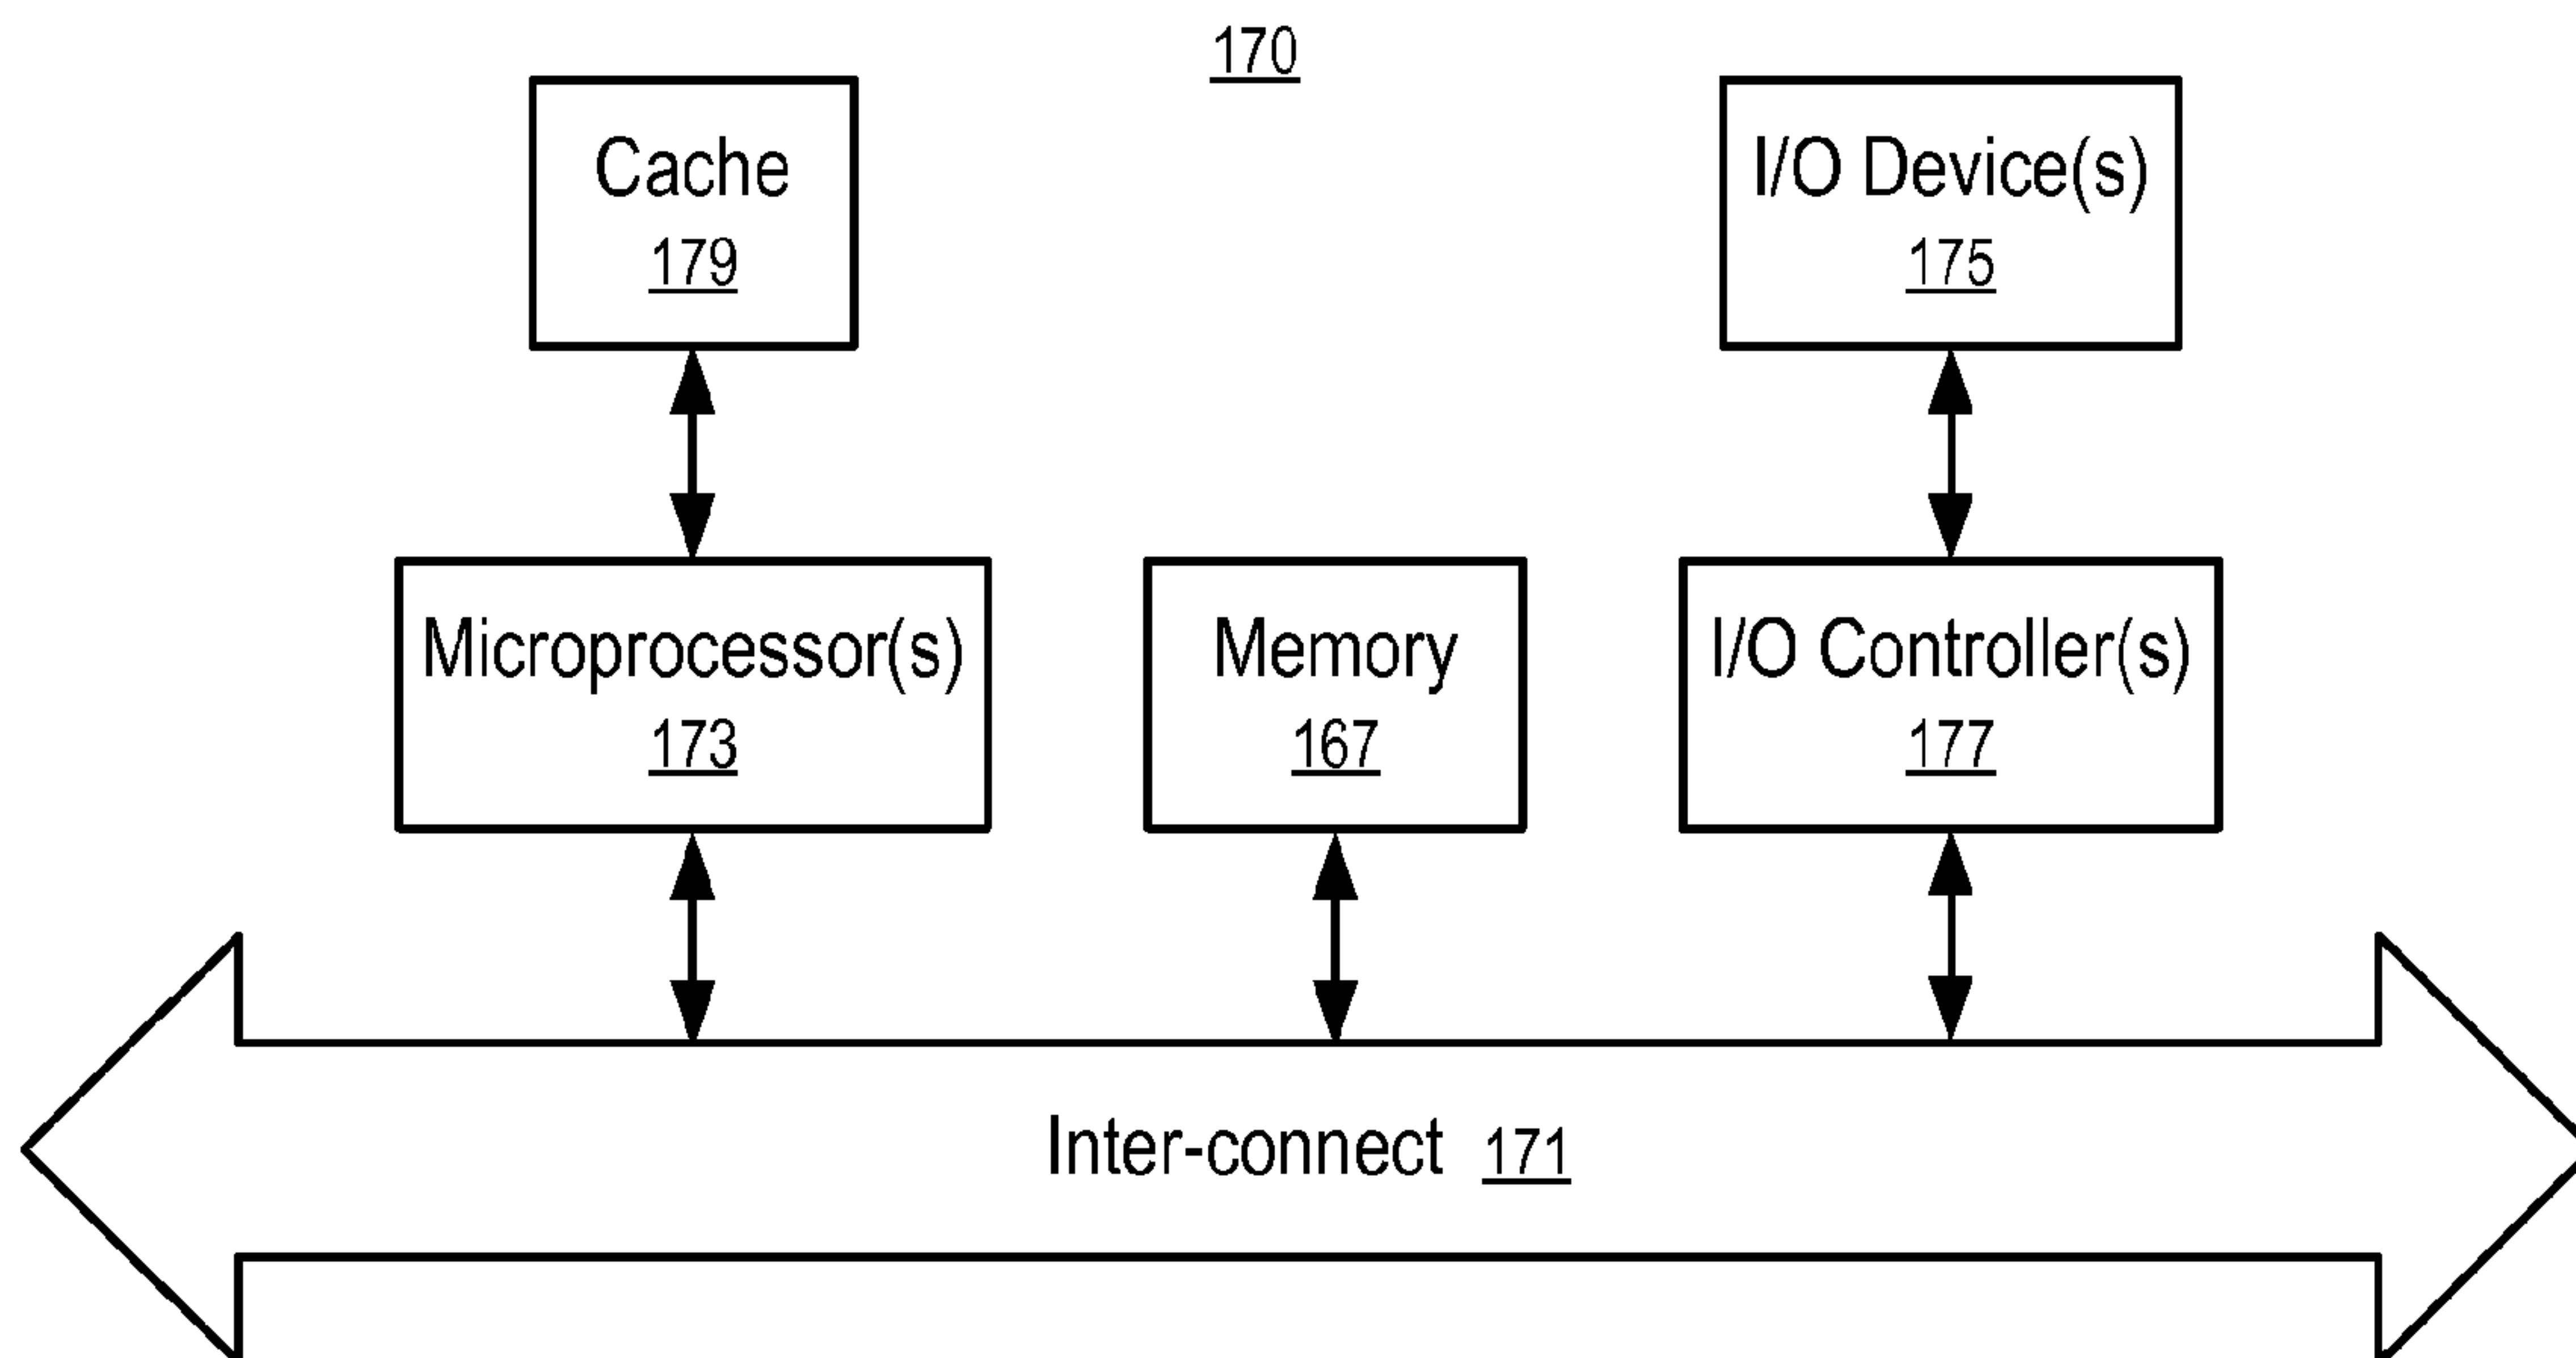 170
Cache
179
I/O Device(s)
175
Microprocessor(s)
173
Memory
167
I/O Controller(s)
177
Inter-connect 171